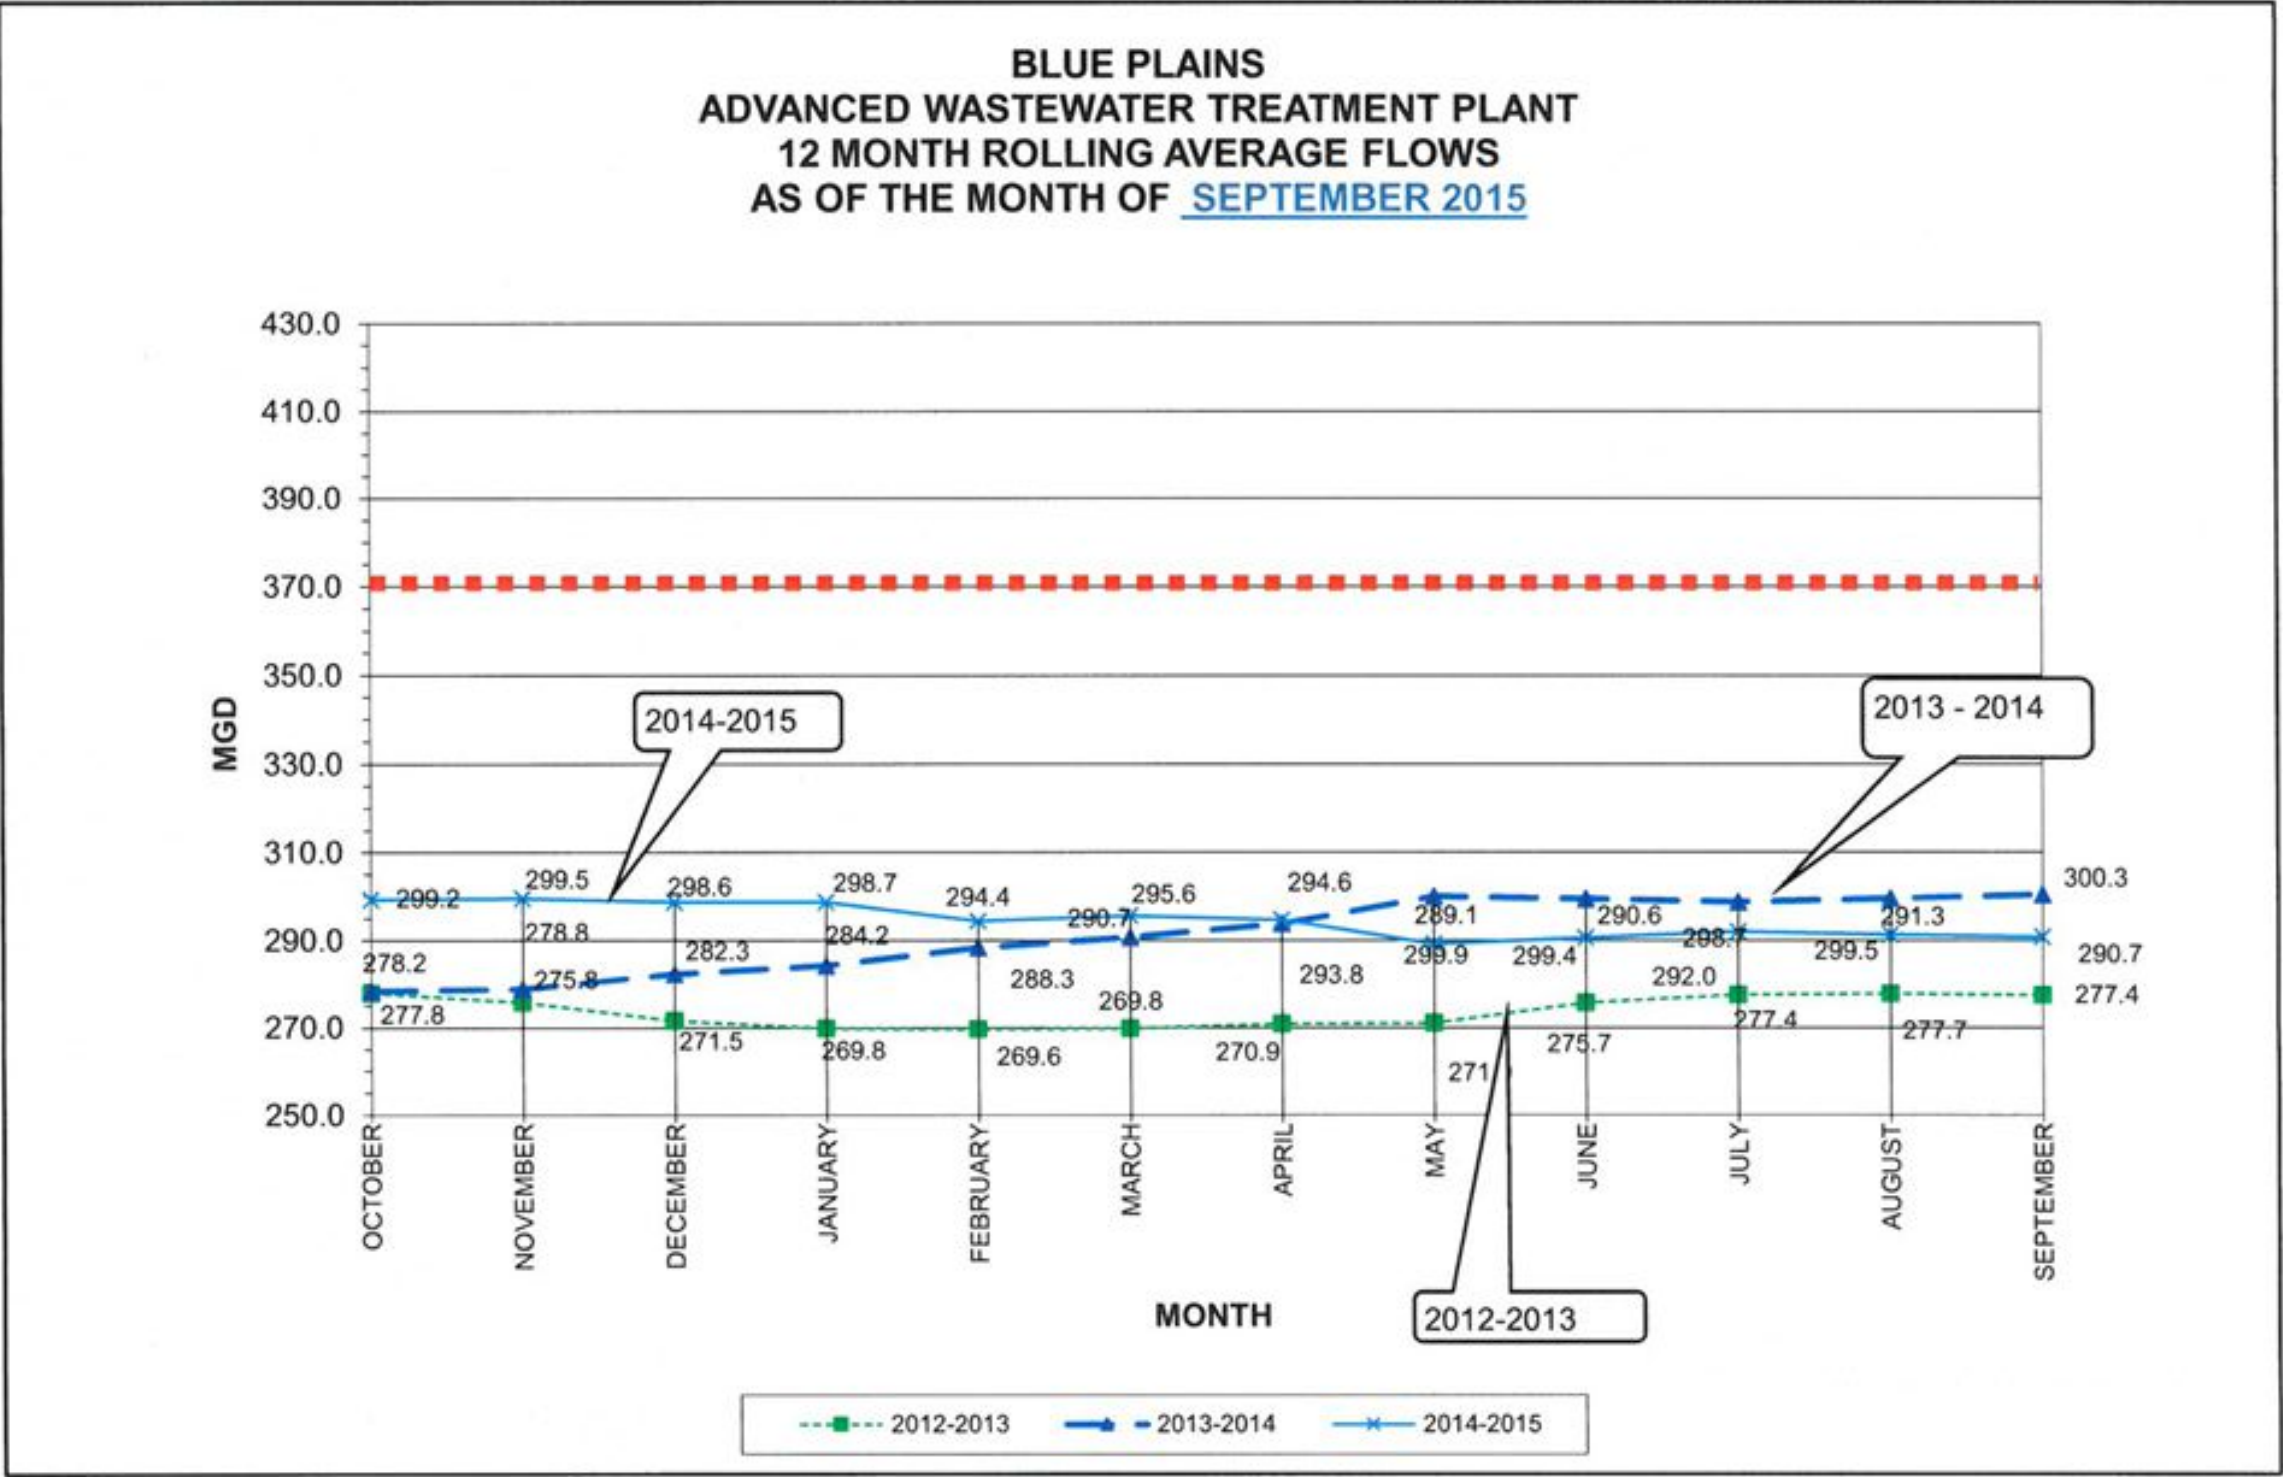 BLUE PLAINS
ADVANCED WASTEWATER TREATMENT PLANT
12 MONTH ROLLING AVERAGE FLOWS
AS OF THE MONTH OF SEPTEMBER 2015
430.0
410.0
390.0
370.0
350.0
330.0
310.0
290.0
270.0
250.0
MGD
2014-2015
2013 - 2014
299.2
299.5
298.6
298.7
294.4
295.6
294.6
289.1
290.6
292.0
291.3
290.7
278.2
278.8
282.3
284.2
288.3
290.7
293.8
299.9
299.4
298.7
299.5
300.3
277.8
275.8
271.5
269.8
269.6
269.8
270.9
271
275.7
277.4
277.7
277.4
OCTOBER
NOVEMBER
DECEMBER
JANUARY
FEBRUARY
MARCH
APRIL
MAY
JUNE
JULY
AUGUST
SEPTEMBER
MONTH
2012-2013
2012-2013
2013-2014
2014-2015